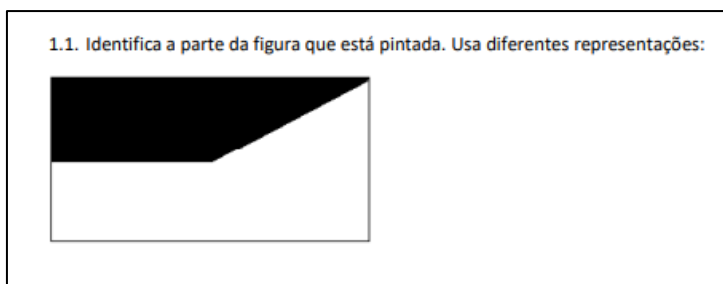 1.1. Identifica a parte da figura que está pintada. Usa diferentes representações: